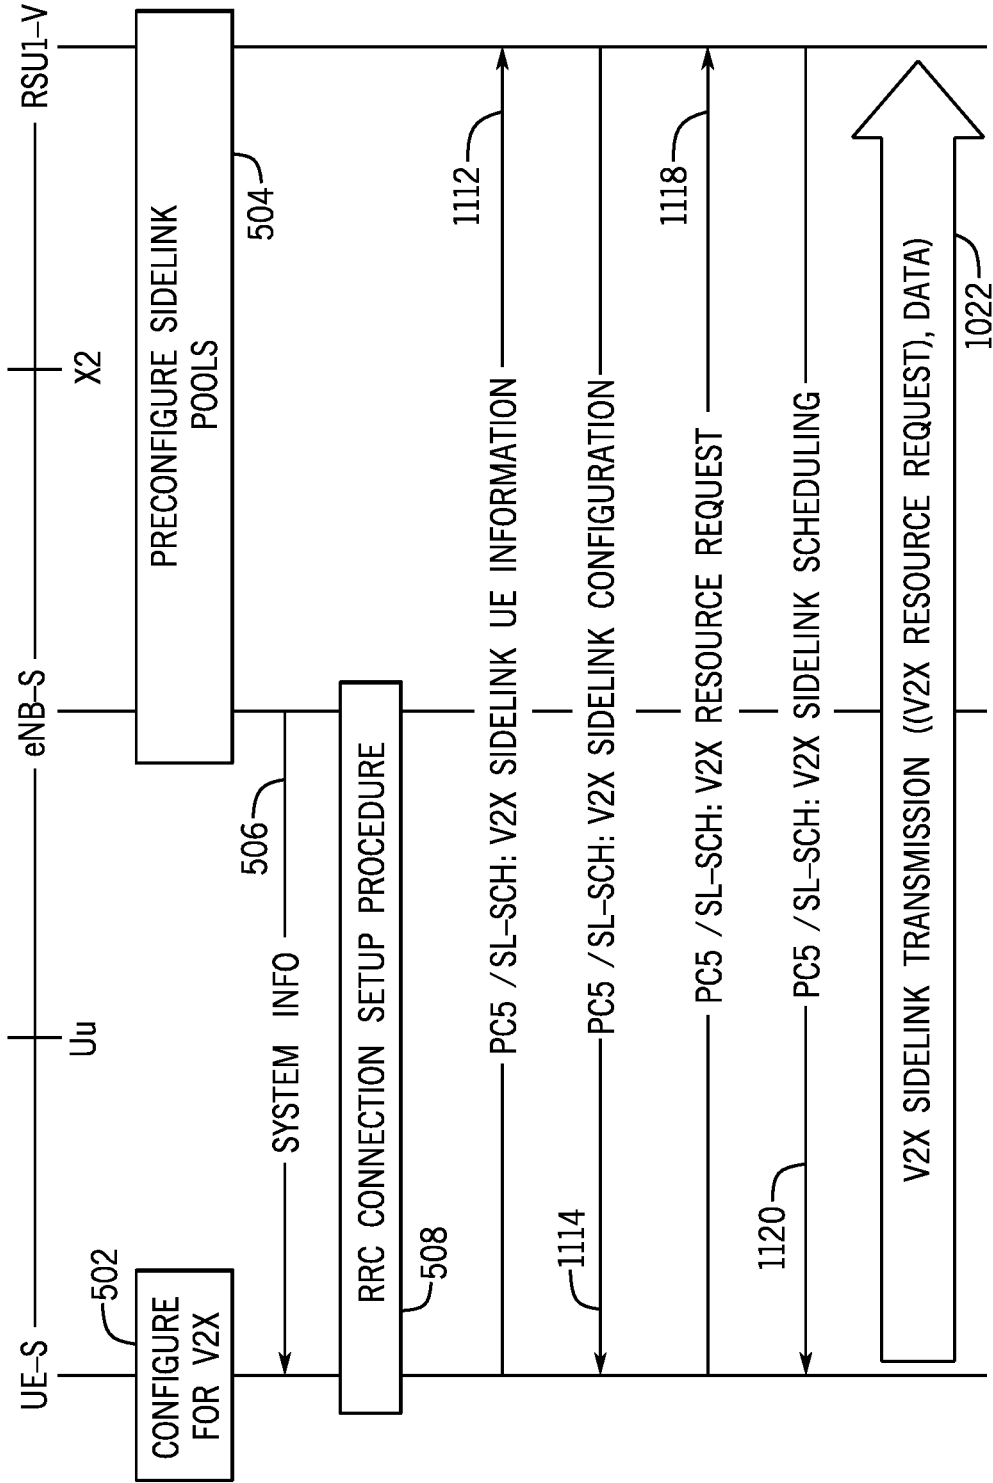 UE–S
Uu
eNB–S
X2
RSU1–V
CONFIGURE
FOR V2X
502
PRECONFIGURE SIDELINK
POOLS
504
SYSTEM INFO
506
RRC CONNECTION SETUP PROCEDURE
508
PC5 / SL–SCH: V2X SIDELINK UE INFORMATION
1112
PC5 / SL–SCH: V2X SIDELINK CONFIGURATION
1114
PC5 / SL–SCH: V2X RESOURCE REQUEST
1118
PC5 / SL–SCH: V2X SIDELINK SCHEDULING
1120
V2X SIDELINK TRANSMISSION ((V2X RESOURCE REQUEST), DATA)
1022